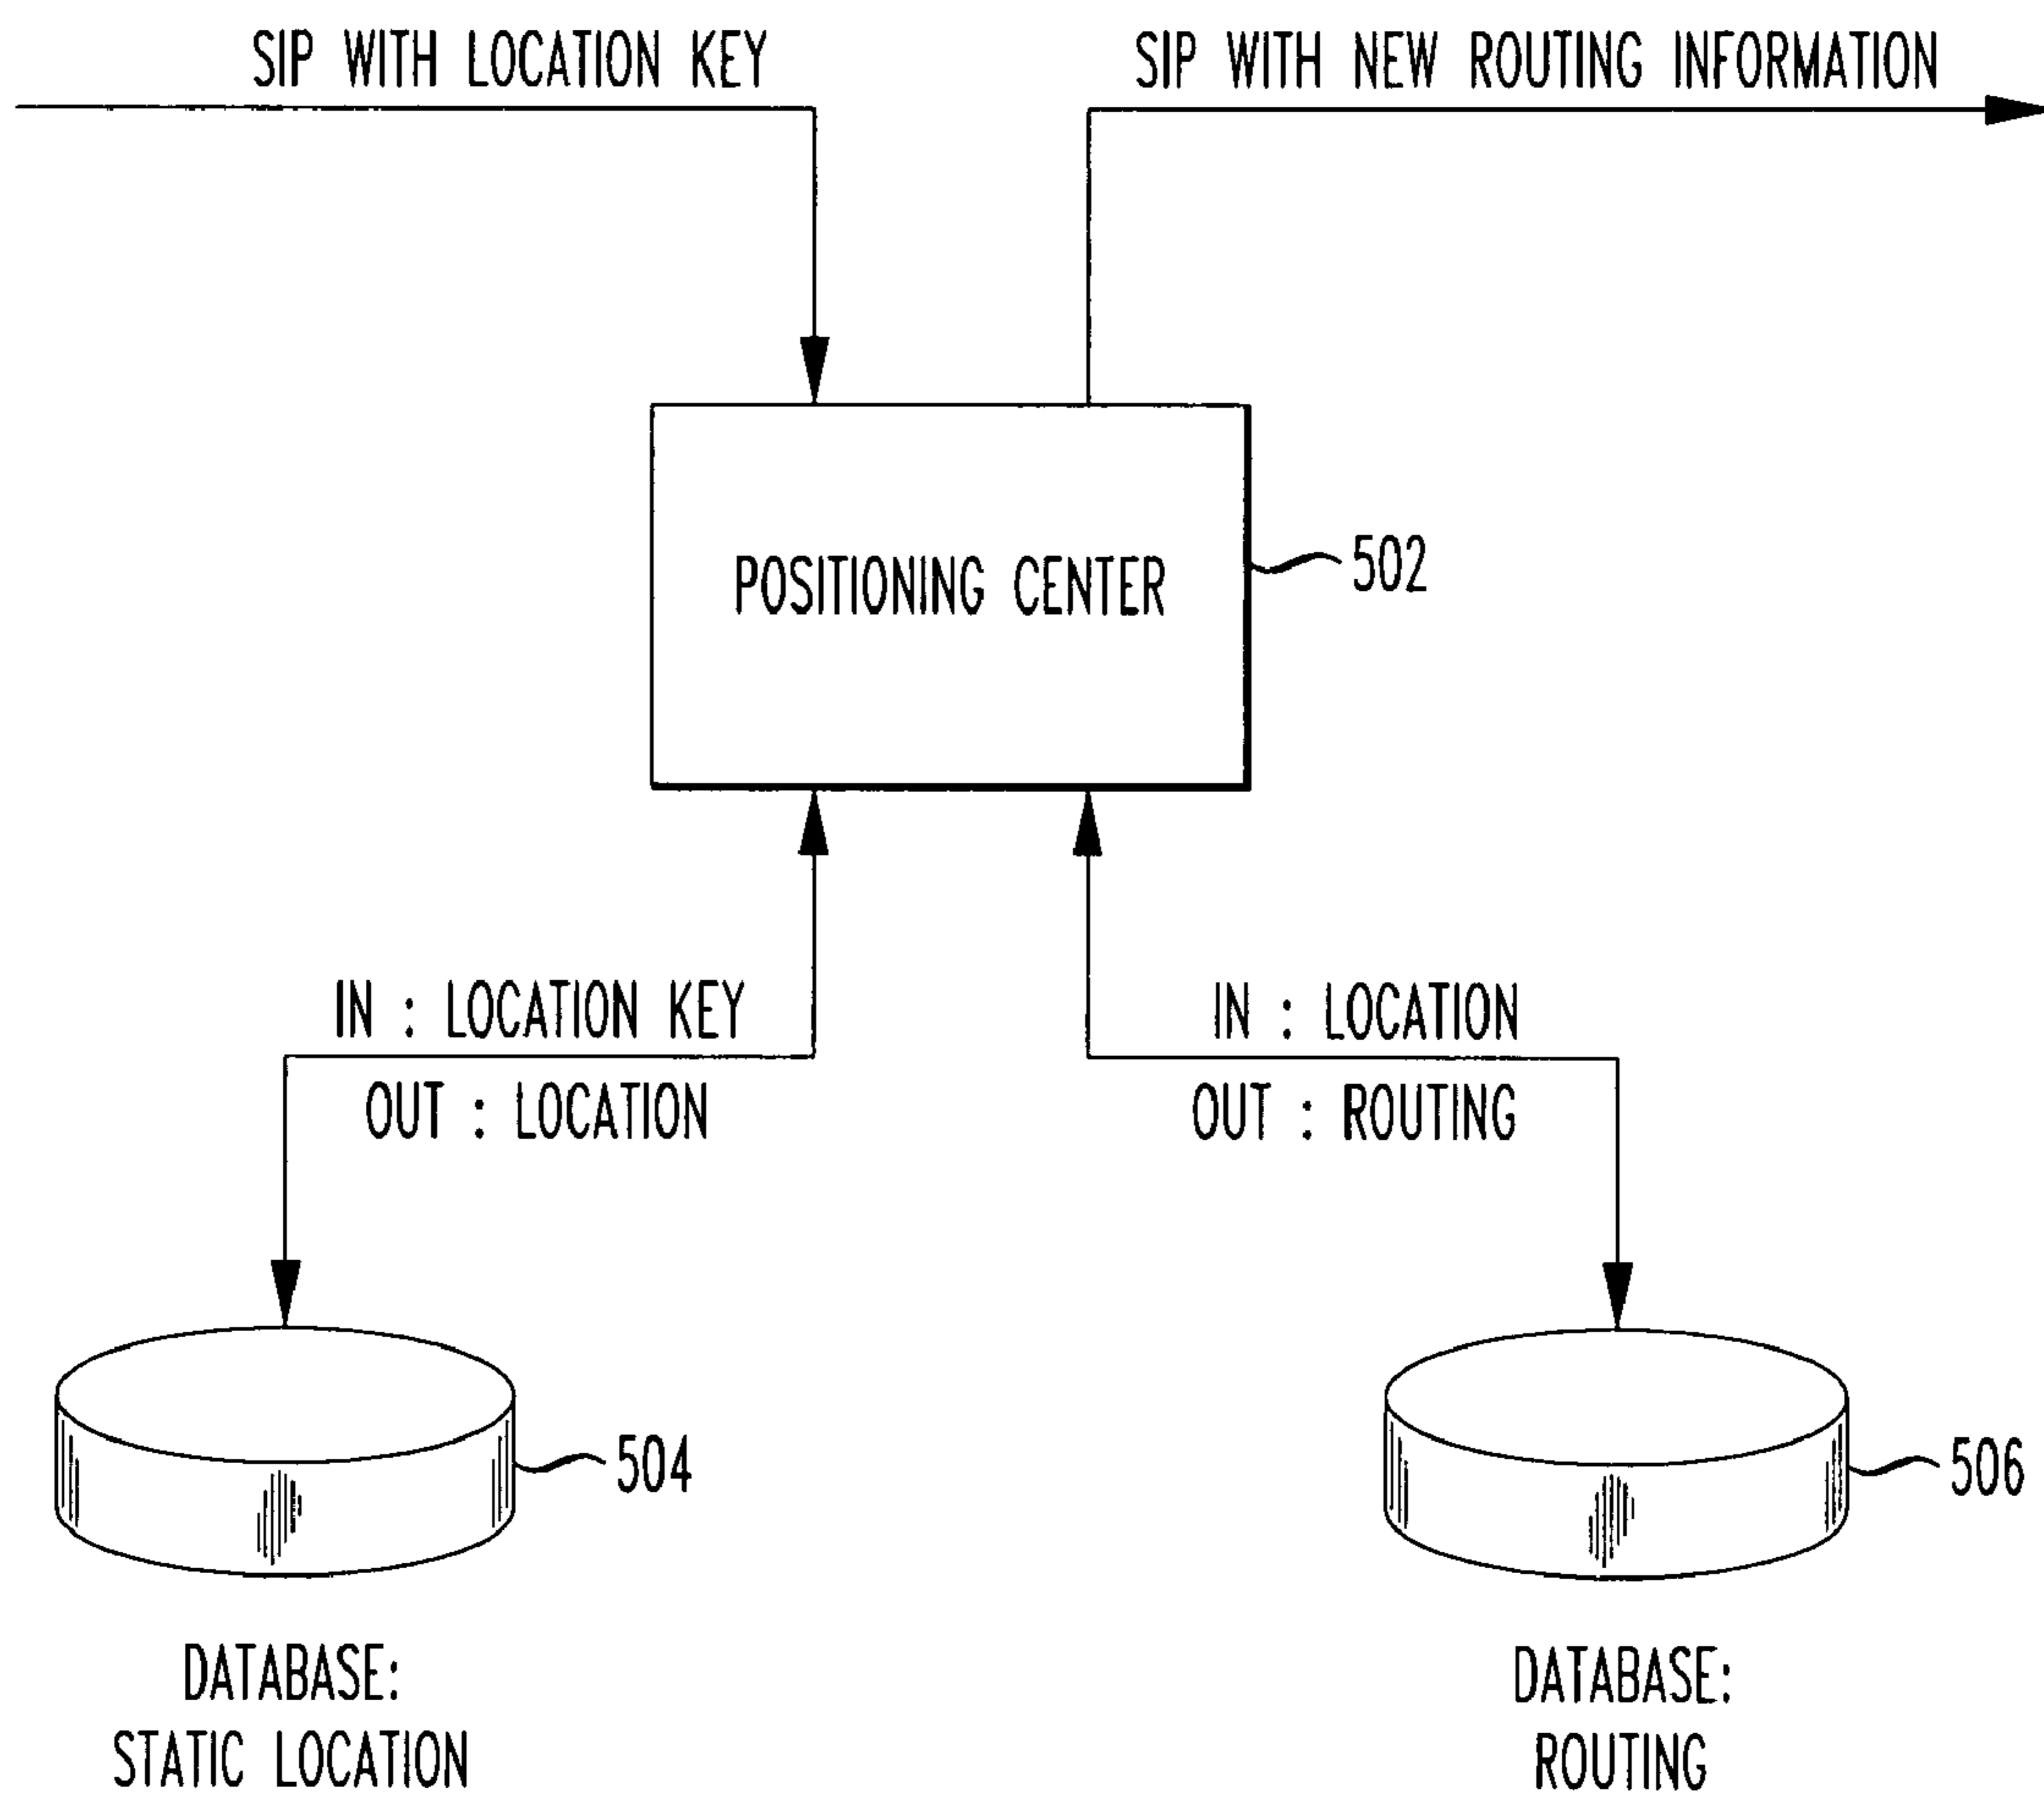 SIP WITH LOCATION KEY
SIP WITH NEW ROUTING INFORMATION
POSITIONING CENTER
502
IN : LOCATION KEY
OUT : LOCATION
IN : LOCATION
OUT : ROUTING
504
506
DATABASE:
STATIC LOCATION
DATABASE:
ROUTING